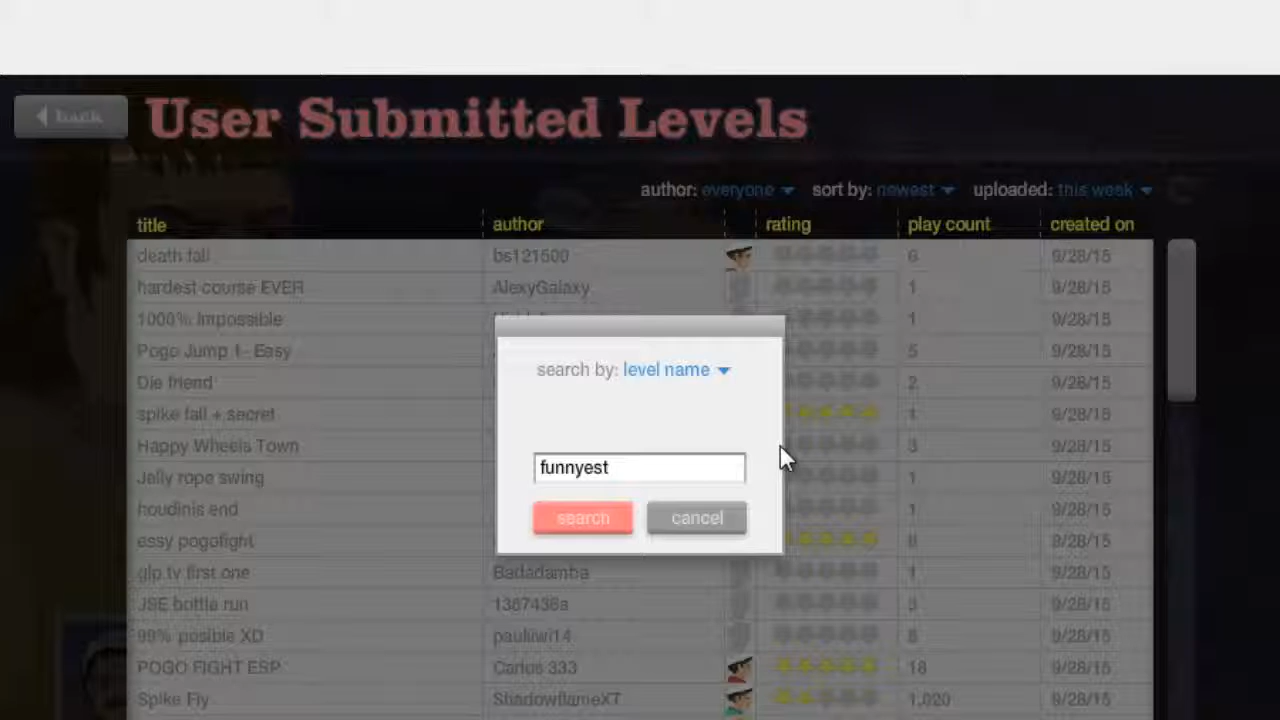 back
User Submitted Levels
author: everyone sort by: newest uploaded: this week
title author rating play count created on
death fall bs121500 6 9/28/15
hardest course EVER AlexyGalaxy 1 9/28/15
1000% Impossible 1 9/28/15
Pogo Jump 1- Easy 5 9/28/15
search by: level name
Die friend 2 9/28/15
spike fall + secret 1 9/28/15
Happy Wheels Town 3 9/28/15
funnyest
Jelly rope swing 1 9/28/15
houdinis end 1 9/28/15
search cancel
essy pogofight 8 9/28/15
glp.tv first one Badadamba 1 9/28/15
JSE bottle run 1367436a 3 9/28/15
99% posible XD pauliwi14 8 9/28/15
POGO FIGHT ESP Carlos 333 18 9/28/15
Spike Fly ShadowflameX7 1,020 9/28/15